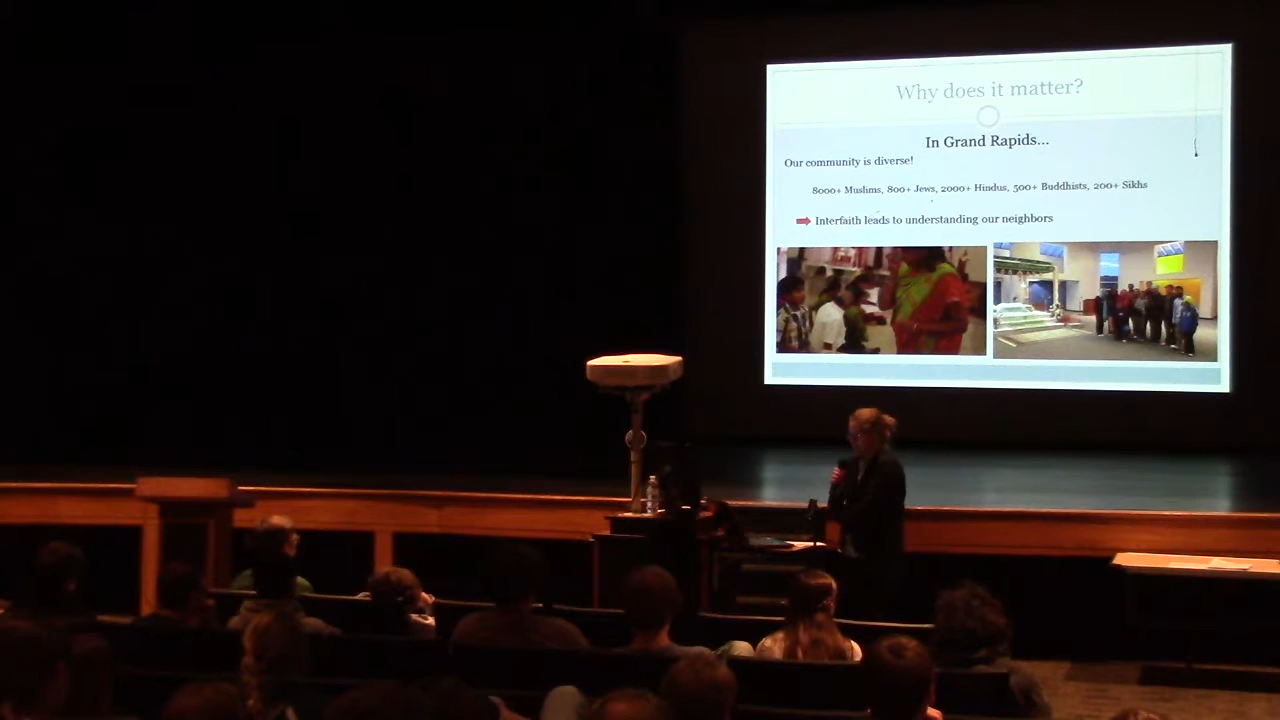 Why does it matter?
In Grand Rapids...
Our community is diverse!
8000+ Muslims, 800+ Jews, 2000+ Hindus, 500+ Buddhists, 200+ Sikhs
Interfaith leads to understanding our neighbors